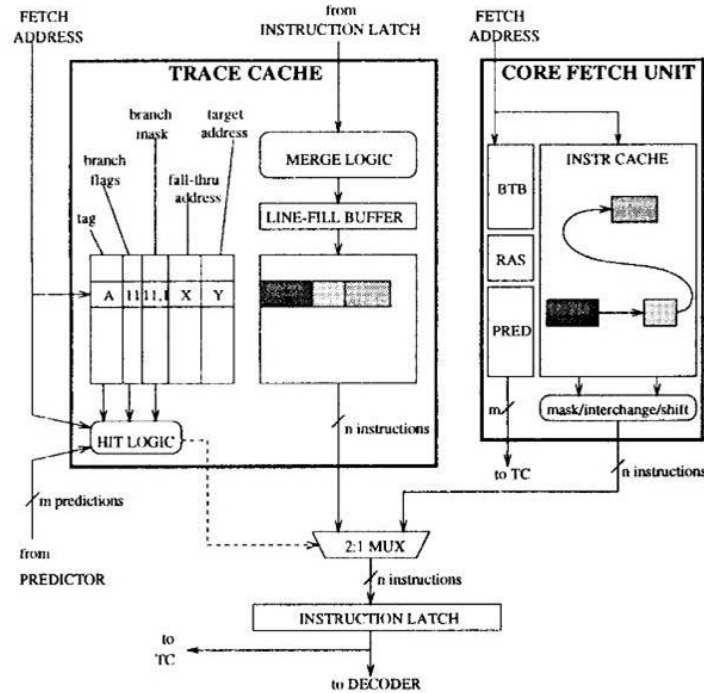 FETCH
ADDRESS
from
INSTRUCTION LATCH
FETCH
ADDRESS
TRACE CACHE
CORE FETCH UNIT
branch
mask
target
address
branch
flags
fall-thru
address
tag
MERGE LOGIC
LINE-FILL BUFFER
INSTR CACHE
BTB
RAS
PRED
A
11
11,1
X
Y
HIT LOGIC
n instructions
m
mask/interchange/shift
to TC
n instructions
m predictions
from
PREDICTOR
2:1 MUX
n instructions
INSTRUCTION LATCH
to
TC
to DECODER